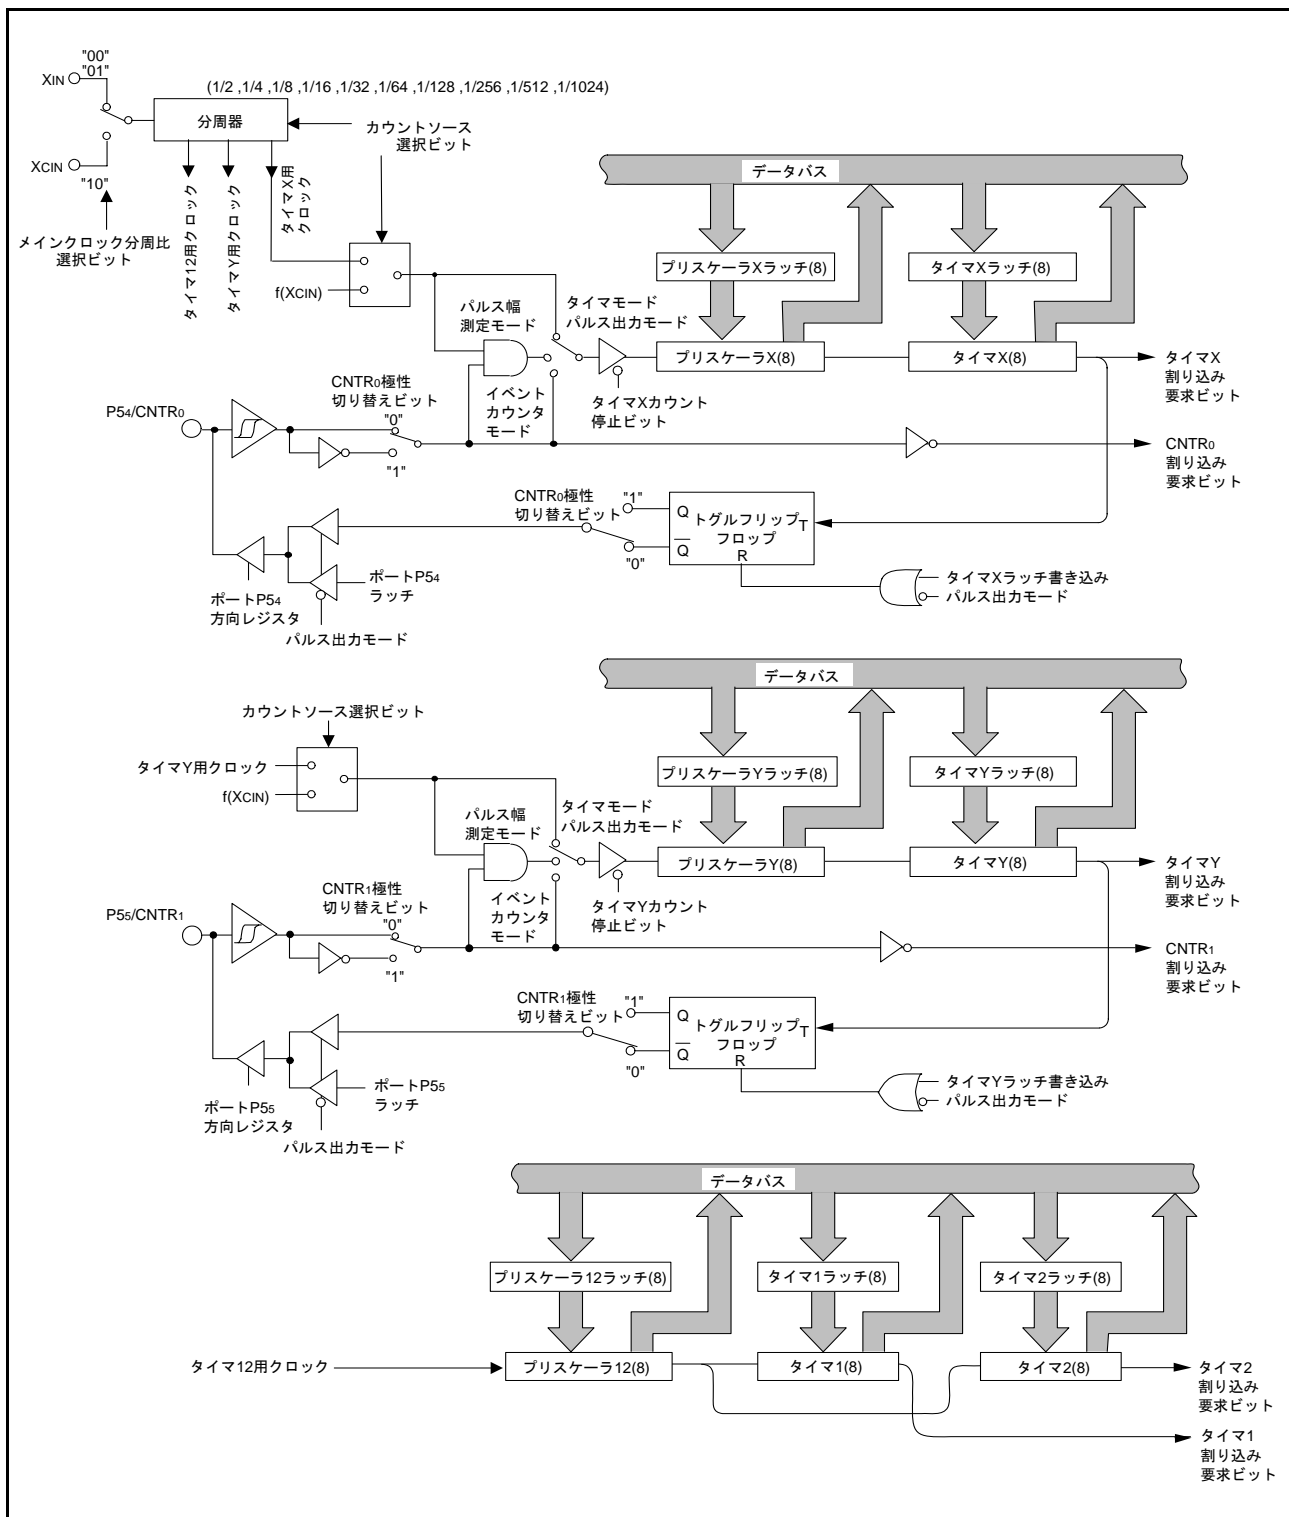 "00"
"01"
XIN
(1/2 ,1/4 ,1/8 ,1/16 ,1/32 ,1/64 ,1/128 ,1/256 ,1/512 ,1/1024)
分周器
カウントソース
選択ビット
XCIN
"10"
メインクロック分周比
選択ビット
タイマ12用クロック
タイマY用クロック
タイマX用
クロック
f(XCIN)
データバス
プリスケーラXラッチ(8)
タイマXラッチ(8)
パルス幅
測定モード
タイマモード
パルス出力モード
プリスケーラX(8)
タイマX(8)
タイマX
割り込み
要求ビット
CNTR0極性
切り替えビット
イベント
カウンタ
モード
タイマXカウント
停止ビット
P54/CNTR0
"0"
"1"
CNTR0
割り込み
要求ビット
CNTR0極性
切り替えビット
"1"
"0"
Q
Q
トグルフリップ
フロップ
T
R
ポートP54
ラッチ
ポートP54
方向レジスタ
パルス出力モード
タイマXラッチ書き込み
パルス出力モード
データバス
カウントソース選択ビット
タイマY用クロック
f(XCIN)
プリスケーラYラッチ(8)
タイマYラッチ(8)
パルス幅
測定モード
タイマモード
パルス出力モード
プリスケーラY(8)
タイマY(8)
タイマY
割り込み
要求ビット
CNTR1極性
切り替えビット
イベント
カウンタ
モード
タイマYカウント
停止ビット
P55/CNTR1
"0"
"1"
CNTR1
割り込み
要求ビット
CNTR1極性
切り替えビット
"1"
"0"
Q
Q
トグルフリップ
フロップ
T
R
ポートP55
ラッチ
ポートP55
方向レジスタ
パルス出力モード
タイマYラッチ書き込み
パルス出力モード
データバス
プリスケーラ12ラッチ(8)
タイマ1ラッチ(8)
タイマ2ラッチ(8)
タイマ12用クロック
プリスケーラ12(8)
タイマ1(8)
タイマ2(8)
タイマ2
割り込み
要求ビット
タイマ1
割り込み
要求ビット